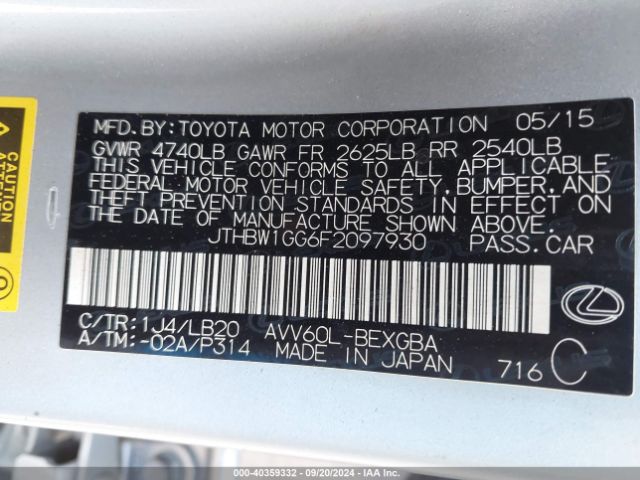 MFD.BY:TOYOTA MOTOR CORPORATION 05/15
GVWR 4740LB GAWR FR 2625LB RR 2540LB
THIS VEHICLE CONFORMS TO ALL APPLICABLE
FEDERAL MOTOR VEHICLE SAFETY,BUMPER,AND
THEFT PREVENTION STANDARDS IN EFFECT ON
THE DATE OF MANUFACTURE SHOWN ABOVE.
JTHBW1GG6F2097930 PASS.CAR
C/TR:1J4/LB20 AVV60L-BEXGBA
A/TM:-02A/P314 MADE IN JAPAN 716 C
CAUTION
000-40359332 - 09/20/2024 - IAAI.COM